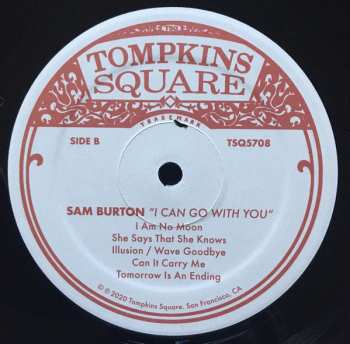 TOMPKINS
SQUARE
TRADEMARK
SIDE B
TSQ5708
SAM BURTON "I CAN GO WITH YOU"
I Am No Moon
She Says That She Knows
Illusion / Wave Goodbye
Can It Carry Me
Tomorrow Is An Ending
© ℗ 2020 Tompkins Square, San Francisco, CA